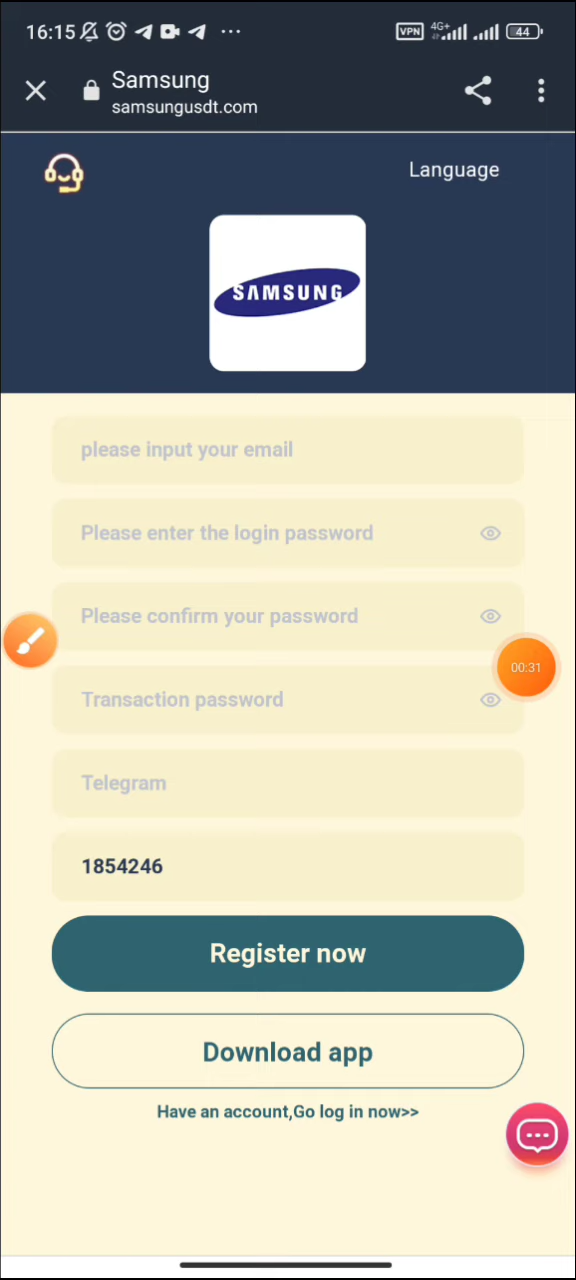 16:15 ... VPN 4G+ 44
Samsung
samsungusdt.com
Language
SAMSUNG
please input your email
Please enter the login password
Please confirm your password
00:31
Transaction password
Telegram
1854246
Register now
Download app
Have an account,Go log in now>>